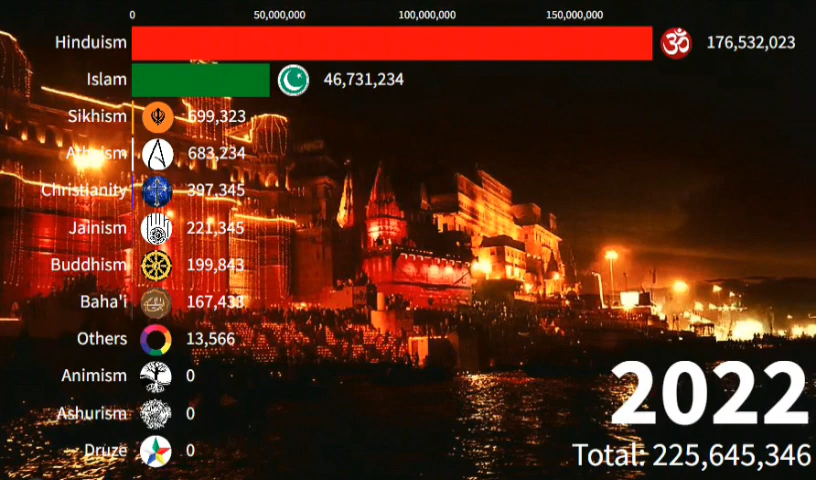 0 50,000,000 100,000,000 150,000,000
Hinduism 176,532,023
Islam 46,731,234
Sikhism 699,323
Atheism 683,234
Christianity 397,345
Jainism 221,345
Buddhism 199,843
Baha'i 167,433
Others 13,566
Animism 0
Ashurism 0
Druze 0
2022
Total: 225,645,346